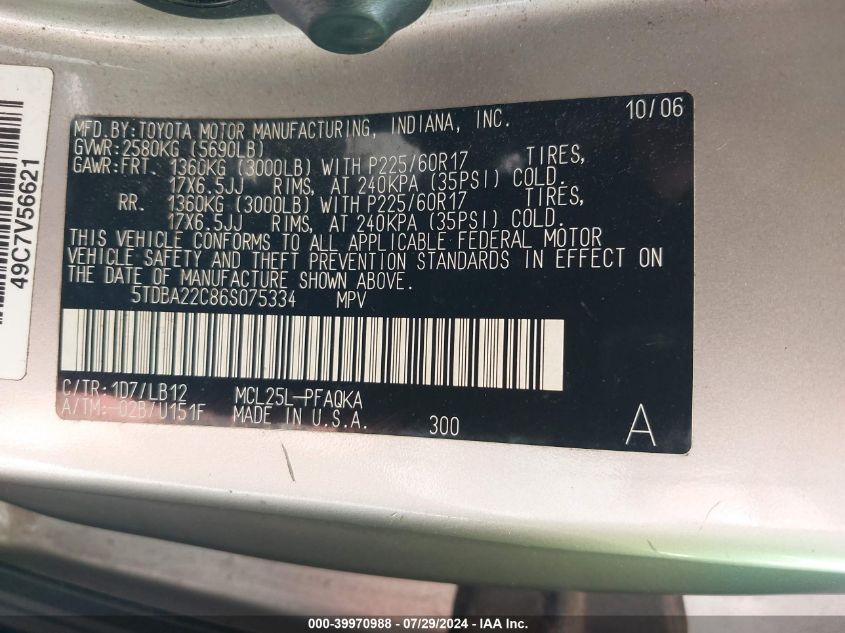 10/06
MFD.BY:TOYOTA MOTOR MANUFACTURING, INDIANA, INC.
GVWR:2580KG (5690LB)
GAWR:FRT. 1360KG (3000LB) WITH P225/60R17 TIRES,
17X6.5JJ RIMS, AT 240KPA (35PSI) COLD.
RR. 1360KG (3000LB) WITH P225/60R17 TIRES,
17X6.5JJ RIMS, AT 240KPA (35PSI) COLD.
THIS VEHICLE CONFORMS TO ALL APPLICABLE FEDERAL MOTOR
VEHICLE SAFETY AND THEFT PREVENTION STANDARDS IN EFFECT ON
THE DATE OF MANUFACTURE SHOWN ABOVE.
5TDBA22C86S075334 MPV
C/TR: 1D7/LB12 MCL25L-PFAQKA
A/TM: -02B/U151F MADE IN U.S.A. 300 A
49C7V56621
000-39970988 - 07/29/2024 - IAA Inc.